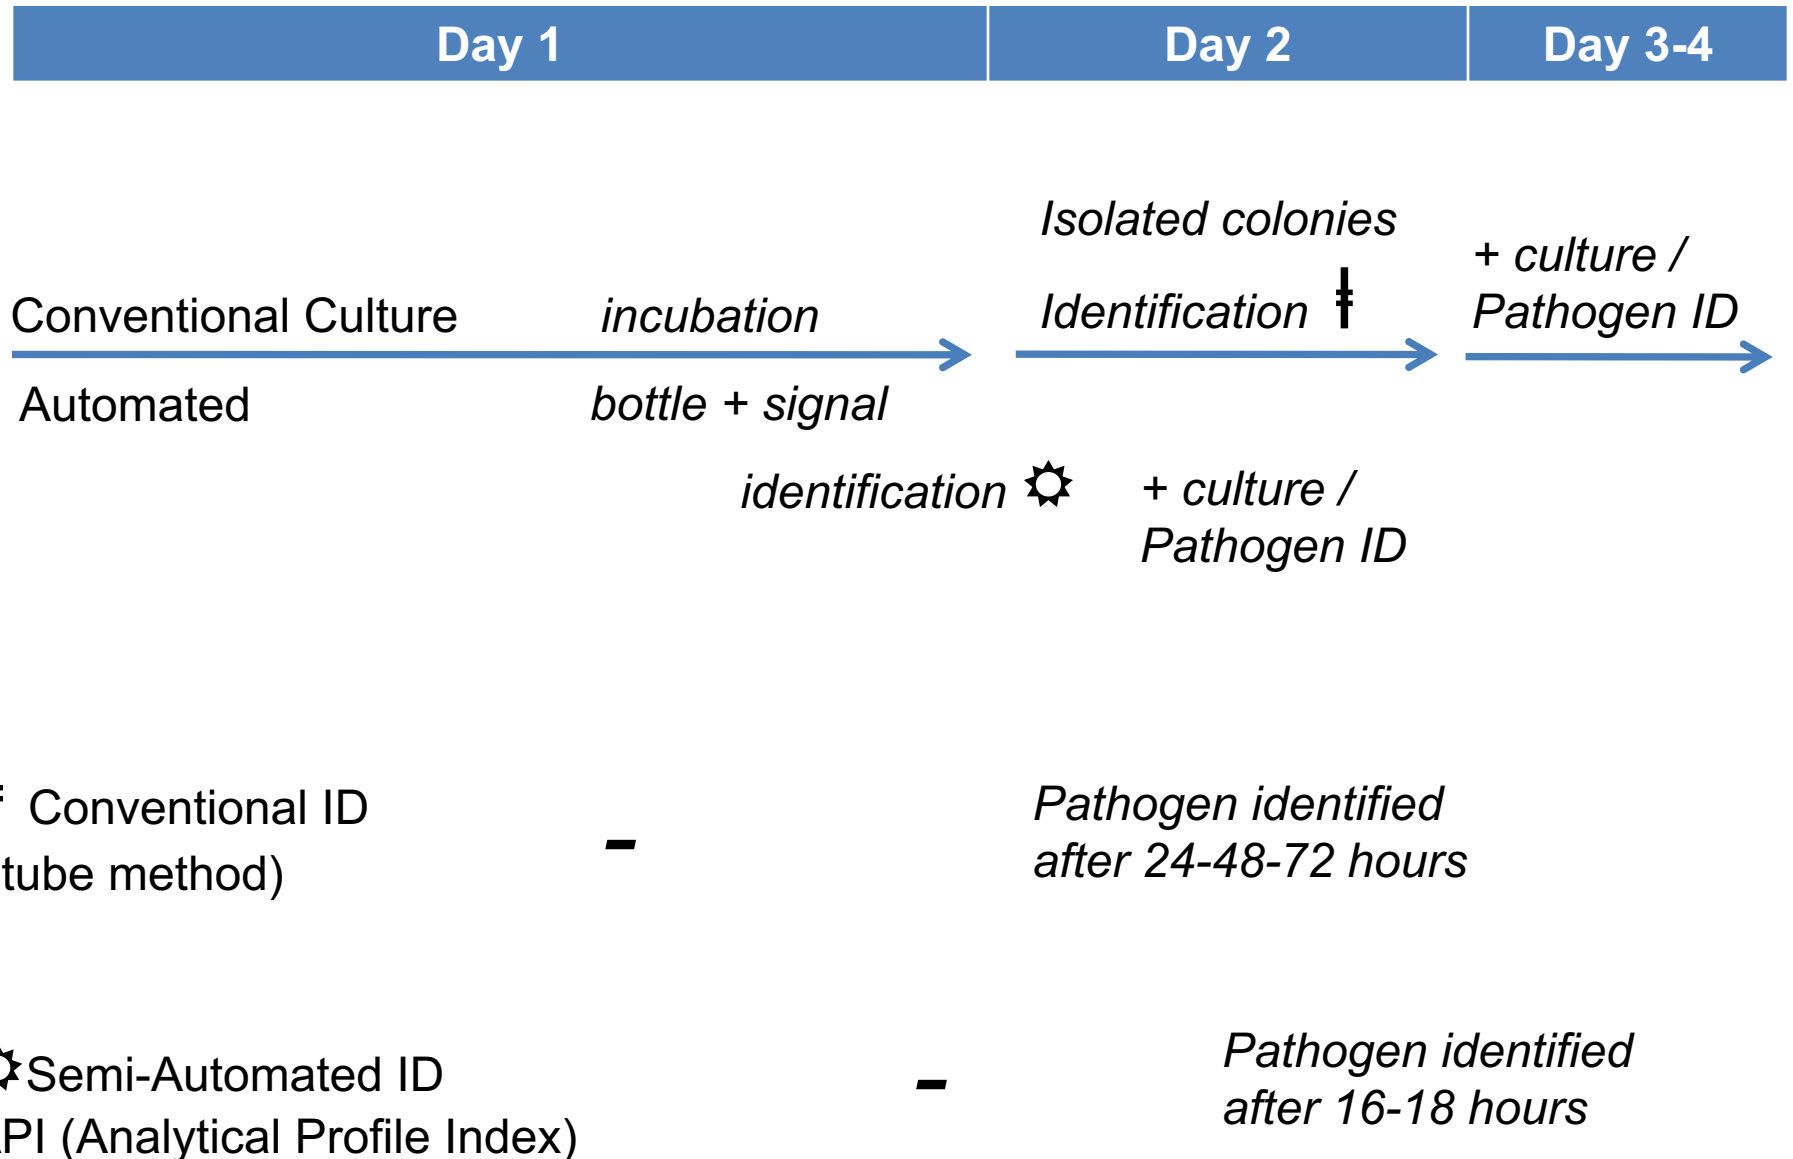 Day 1 Day 2 Day 3-4
Isolated colonies
+ culture /
Conventional Culture incubation Identification ǂ Pathogen ID
Automated bottle + signal
identification ☼ + culture /
Pathogen ID
Conventional ID Pathogen identified
tube method) - after 24-48-72 hours
Pathogen identified
☼Semi-Automated ID - after 16-18 hours
PI (Analytical Profile Index)